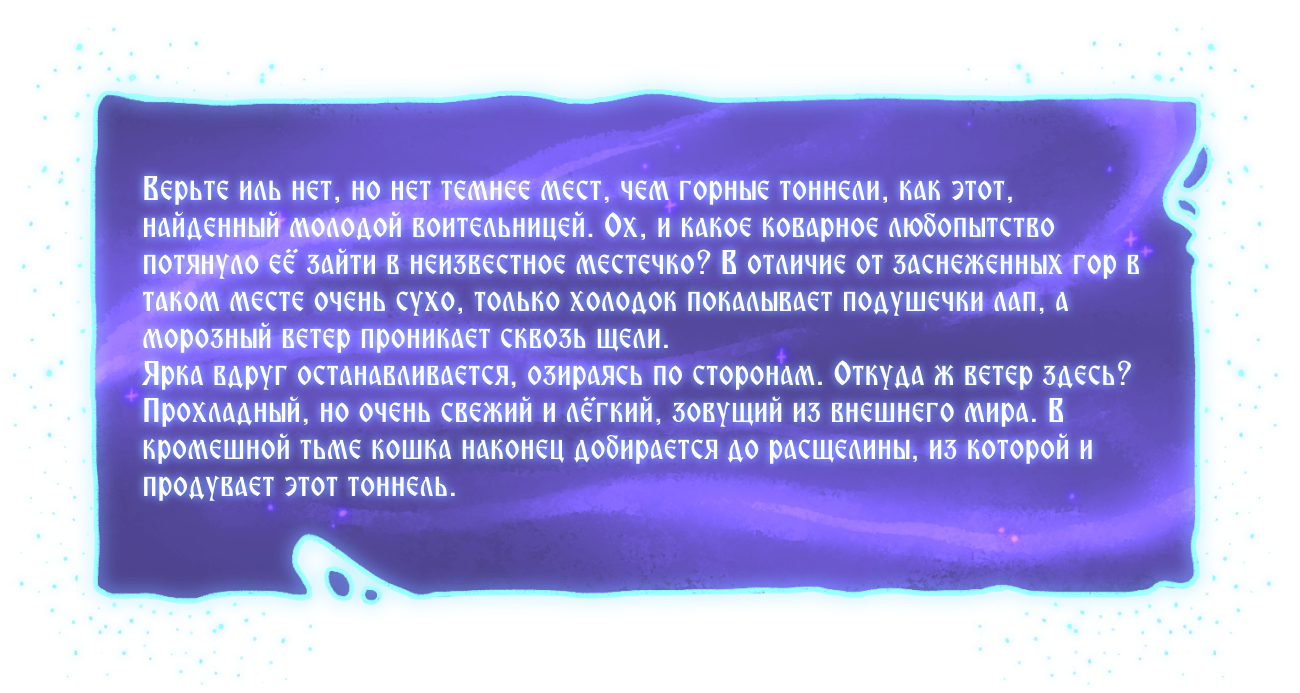 Верьте иль нет, но нет темнее мест, чем горные тоннели, как этот,
найденный молодой воительницей. Ох, и какое коварное любопытство
потянуло её зайти в неизвестное местечко? В отличие от заснеженных гор в
таком месте очень сухо, только холодок покалывает подушечки лап, а
морозный ветер проникает сквозь щели.
Ярка вдруг останавливается, озираясь по сторонам. Откуда ж ветер здесь?
Прохладный, но очень свежий и лёгкий, зовущий из внешнего мира. В
кромешной тьме кошка наконец добирается до расщелины, из которой и
продувает этот тоннель.